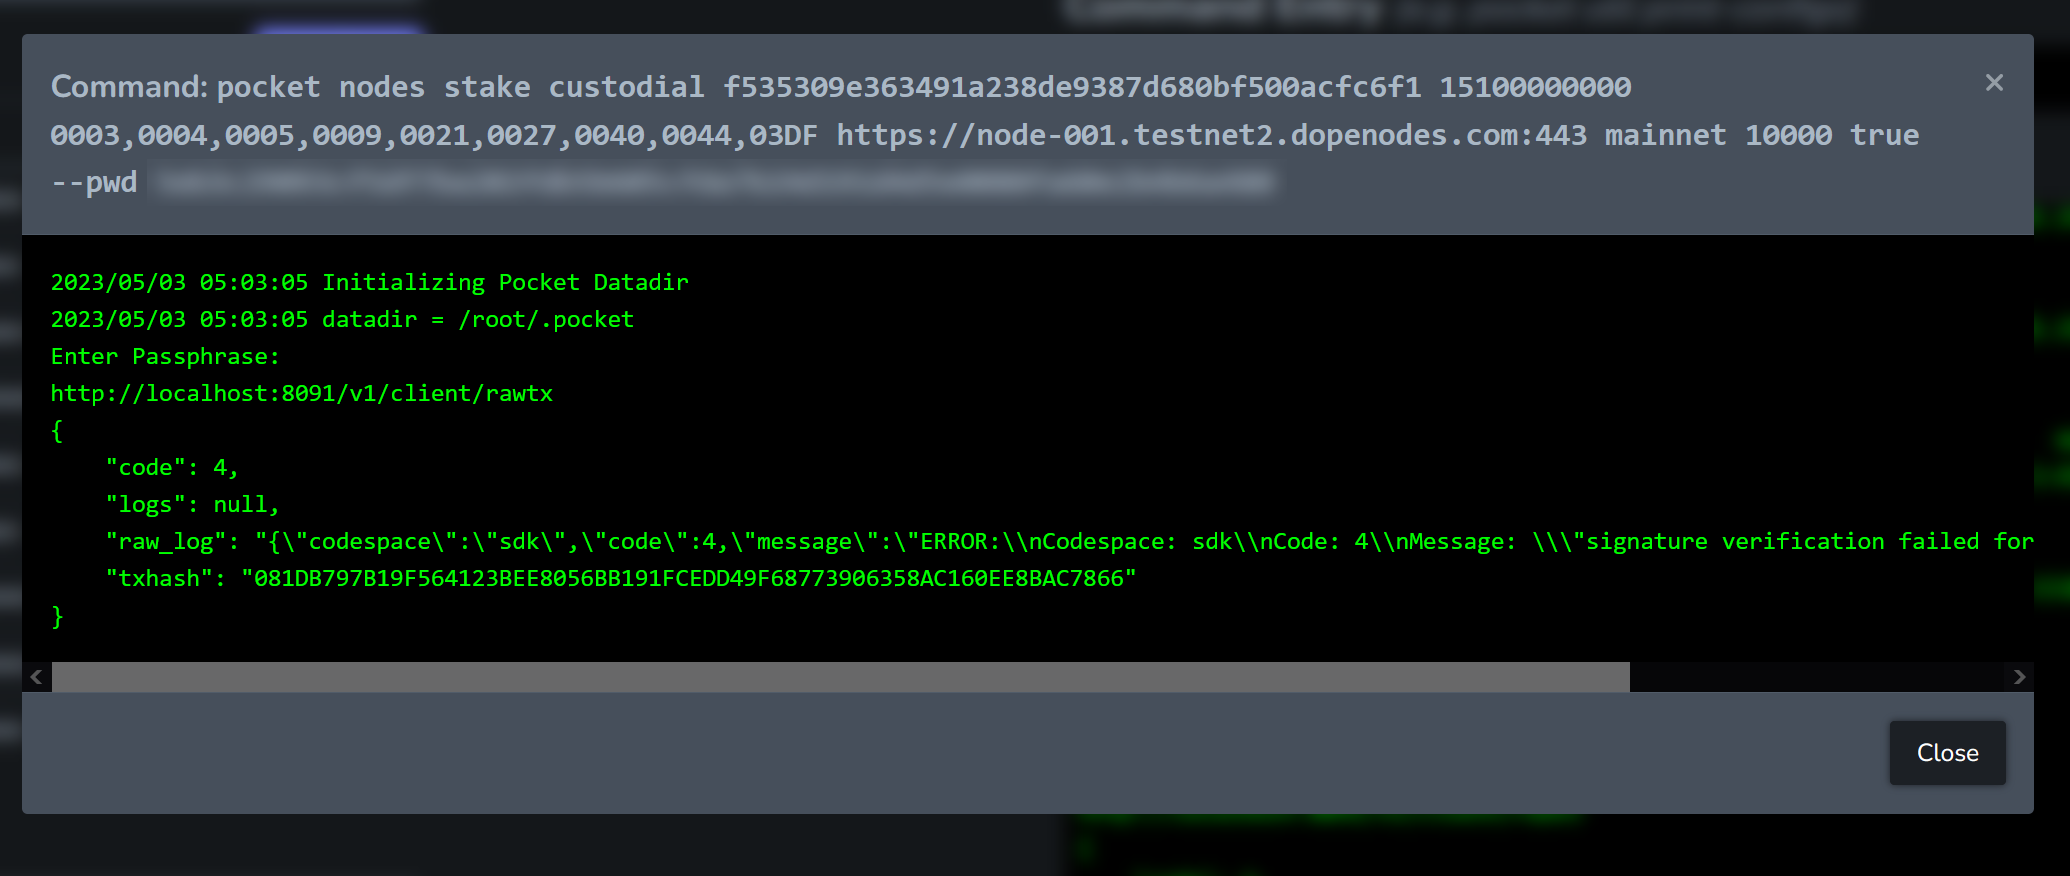 Command: pocket nodes stake custodial f535309e363491a238de9387d680bf500acfc6f1 15100000000
0003,0004,0005,0009,0021,0027,0040,0044,03DF https://node-001.testnet2.dopenodes.com:443 mainnet 10000 true
--pwd
2023/05/03 05:03:05 Initializing Pocket Datadir
2023/05/03 05:03:05 datadir = /root/.pocket
Enter Passphrase:
http://localhost:8091/v1/client/rawtx
{
    "code": 4,
    "logs": null,
    "raw_log": "{\"codespace\":\"sdk\",\"code\":4,\"message\":\"ERROR:\\nCodespace: sdk\\nCode: 4\\nMessage: \\\"signature verification failed for
    "txhash": "081DB797B19F564123BEE8056BB191FCEDD49F68773906358AC160EE8BAC7866"
}
Close